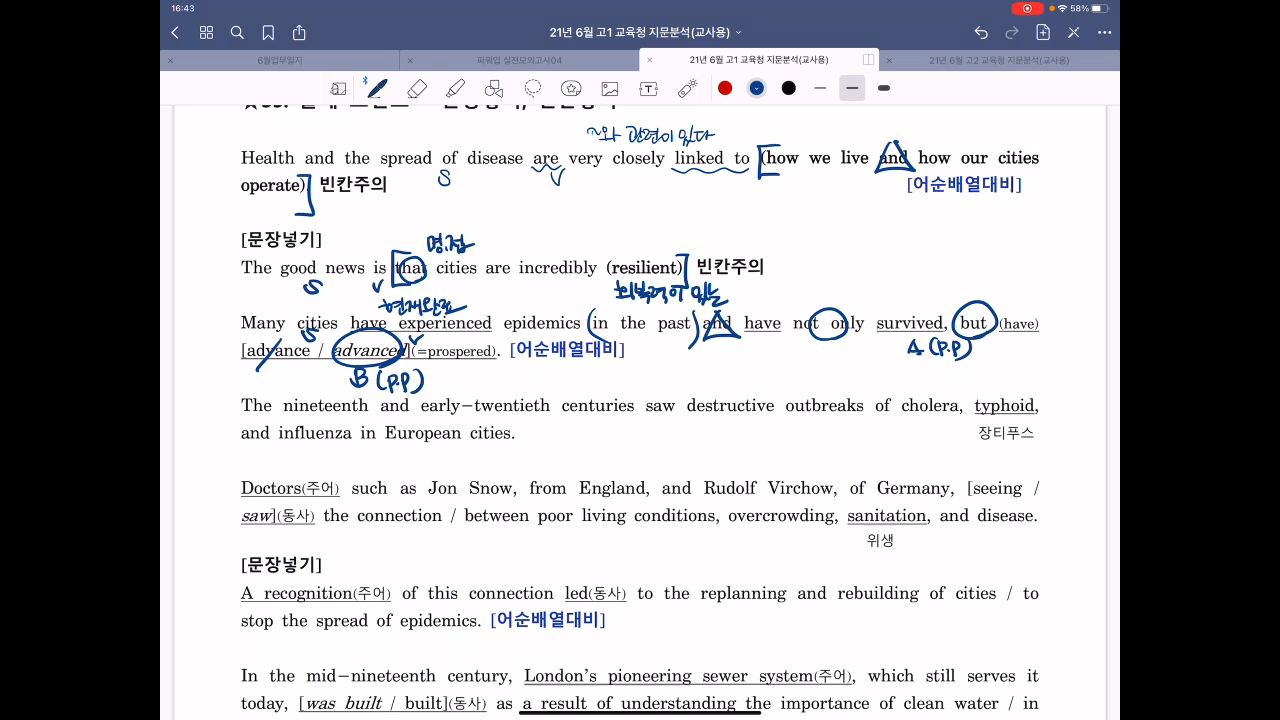 16:43
58%
21년 6월 고1 교육청 지문분석(교사용)
6월업무일지
파워업 실전모의고사04
21년 6월 고1 교육청 지문분석(교사용)
21년 6월 고2 교육청 지문분석(교사용)
~와 관련이 있다
Health and the spread of disease are very closely linked to (how we live and how our cities
S V
operate) 빈칸주의 [어순배열대비]
[문장넣기]
명.접
The good news is that cities are incredibly (resilient) 빈칸주의
S V 회복력이 있는
현재완료
Many cities have experienced epidemics (in the past) and have not only survived, but (have)
S V A (P.P)
[advance / advanced](=prospered). [어순배열대비]
B (P.P)
The nineteenth and early-twentieth centuries saw destructive outbreaks of cholera, typhoid,
and influenza in European cities. 장티푸스
Doctors(주어) such as Jon Snow, from England, and Rudolf Virchow, of Germany, [seeing /
saw](동사) the connection / between poor living conditions, overcrowding, sanitation, and disease.
위생
[문장넣기]
A recognition(주어) of this connection led(동사) to the replanning and rebuilding of cities / to
stop the spread of epidemics. [어순배열대비]
In the mid-nineteenth century, London's pioneering sewer system(주어), which still serves it
today, [was built / built](동사) as a result of understanding the importance of clean water / in